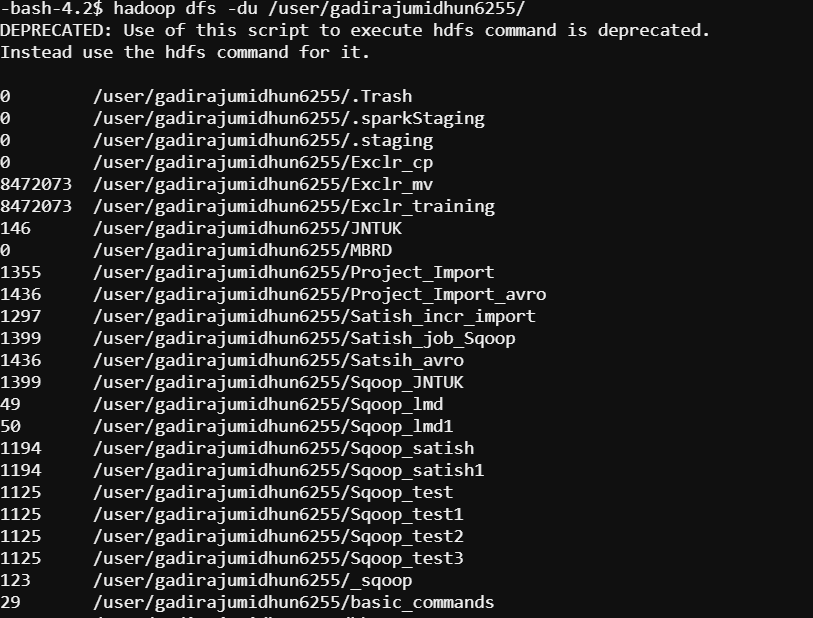 -bash-4.2$ hadoop dfs -du /user/gadirajumidhun6255/
DEPRECATED: Use of this script to execute hdfs command is deprecated.
Instead use the hdfs command for it.
0 /user/gadirajumidhun6255/.Trash
0 /user/gadirajumidhun6255/.sparkStaging
0 /user/gadirajumidhun6255/.staging
0 /user/gadirajumidhun6255/Exclr_cp
8472073 /user/gadirajumidhun6255/Exclr_mv
8472073 /user/gadirajumidhun6255/Exclr_training
146 /user/gadirajumidhun6255/JNTUK
0 /user/gadirajumidhun6255/MBRD
1355 /user/gadirajumidhun6255/Project_Import
1436 /user/gadirajumidhun6255/Project_Import_avro
1297 /user/gadirajumidhun6255/Satish_incr_import
1399 /user/gadirajumidhun6255/Satish_job_Sqoop
1436 /user/gadirajumidhun6255/Satsih_avro
1399 /user/gadirajumidhun6255/Sqoop_JNTUK
49 /user/gadirajumidhun6255/Sqoop_lmd
50 /user/gadirajumidhun6255/Sqoop_lmd1
1194 /user/gadirajumidhun6255/Sqoop_satish
1194 /user/gadirajumidhun6255/Sqoop_satish1
1125 /user/gadirajumidhun6255/Sqoop_test
1125 /user/gadirajumidhun6255/Sqoop_test1
1125 /user/gadirajumidhun6255/Sqoop_test2
1125 /user/gadirajumidhun6255/Sqoop_test3
123 /user/gadirajumidhun6255/_sqoop
29 /user/gadirajumidhun6255/basic_commands